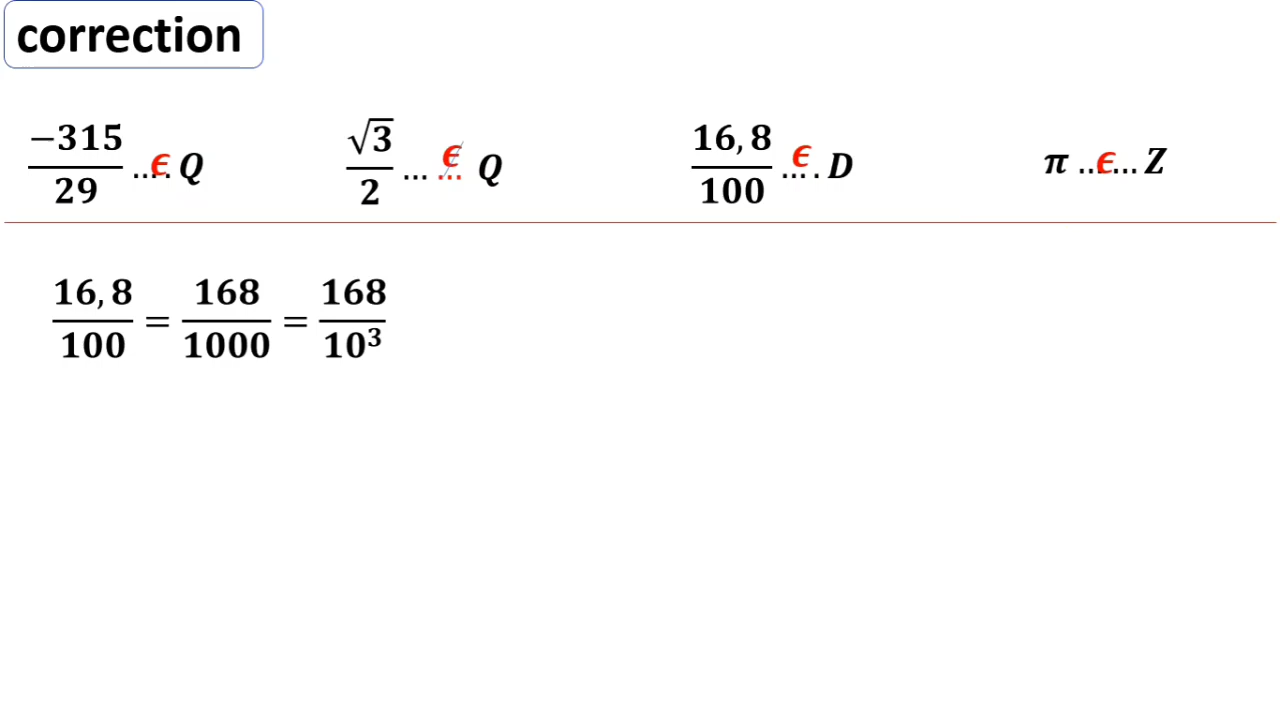 correction
−315/29 ….ϵ Q
√3/2 … ϵ̸… Q
16,8/100 ϵ…. D
π …ϵ… Z
16,8/100 = 168/1000 = 168/10³